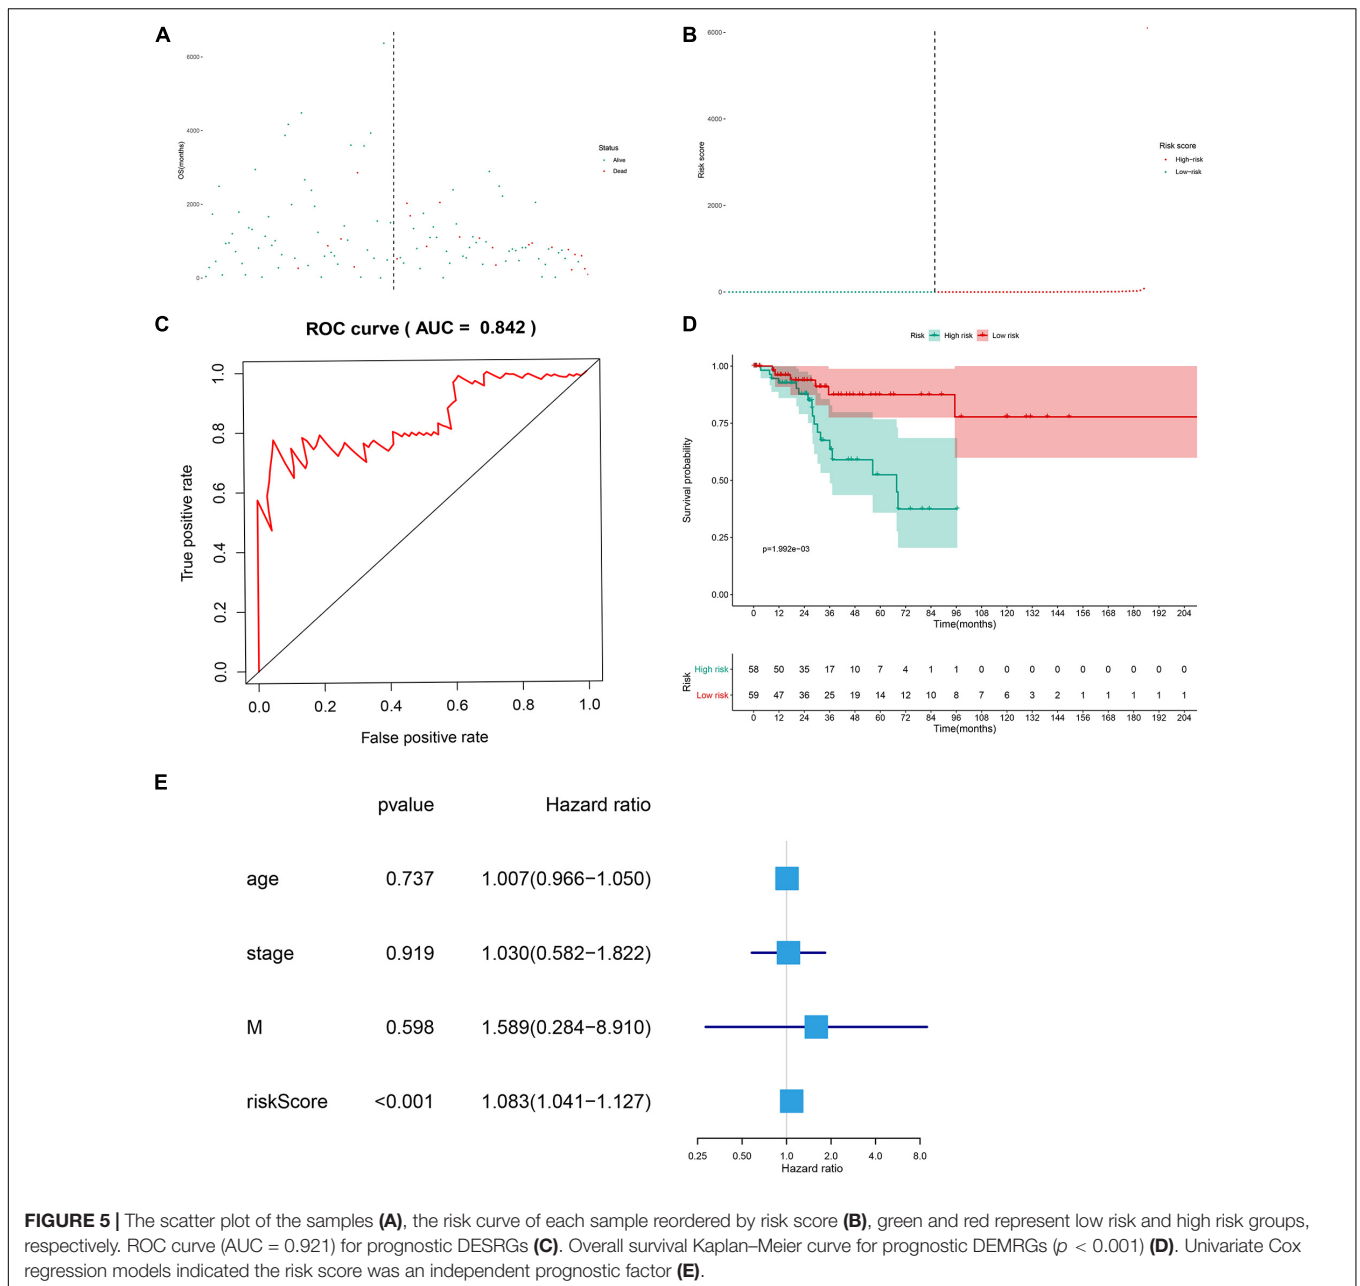 A
6000
4000
2000
0
OS(months)
Status
Alive
Dead
B
6000
4000
2000
0
Risk score
Risk score
High-risk
Low-risk
C
ROC curve ( AUC = 0.842 )
1.0
0.8
0.6
0.4
0.2
0.0
True positive rate
0.0 0.2 0.4 0.6 0.8 1.0
False positive rate
D
Risk High risk Low risk
1.00
0.75
0.50
0.25
0.00
Survival probability
p=1.992e-03
0 12 24 36 48 60 72 84 96 108 120 132 144 156 168 180 192 204
Time(months)
Risk
High risk 58 50 35 17 10 7 4 1 1 0 0 0 0 0 0 0 0 0
Low risk 59 47 36 25 19 14 12 10 8 7 6 3 2 1 1 1 1 1
0 12 24 36 48 60 72 84 96 108 120 132 144 156 168 180 192 204
Time(months)
E
pvalue Hazard ratio
age 0.737 1.007(0.966-1.050)
stage 0.919 1.030(0.582-1.822)
M 0.598 1.589(0.284-8.910)
riskScore <0.001 1.083(1.041-1.127)
0.25 0.50 1.0 2.0 4.0 8.0
Hazard ratio
FIGURE 5 | The scatter plot of the samples (A), the risk curve of each sample reordered by risk score (B), green and red represent low risk and high risk groups,
respectively. ROC curve (AUC = 0.921) for prognostic DESRGs (C). Overall survival Kaplan–Meier curve for prognostic DEMRGs (p < 0.001) (D). Univariate Cox
regression models indicated the risk score was an independent prognostic factor (E).